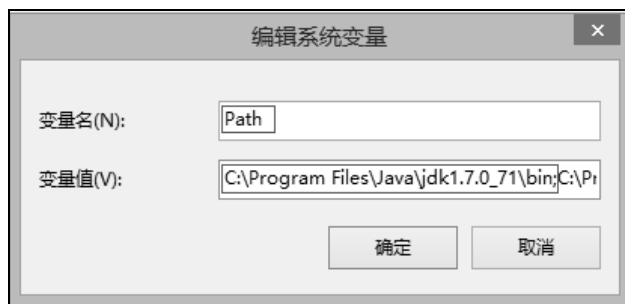 编辑系统变量
变量名(N):
Path
变量值(V):
C:\Program Files\Java\jdk1.7.0_71\bin;C:\Pr
确定
取消